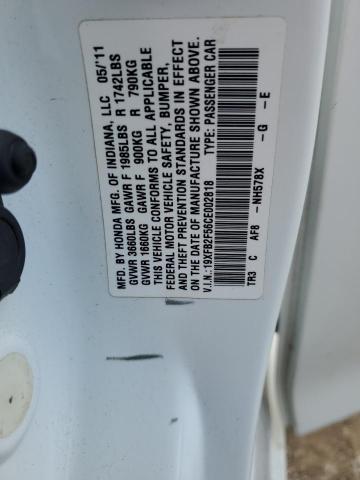 MFD. BY HONDA MFG. OF INDIANA, LLC 05/'11
GVWR 3660LBS GAWR F 1985LBS R 1742LBS
GVWR 1660KG GAWR F 900KG R 790KG
THIS VEHICLE CONFORMS TO ALL APPLICABLE
FEDERAL MOTOR VEHICLE SAFETY, BUMPER,
AND THEFT PREVENTION STANDARDS IN EFFECT
ON THE DATE OF MANUFACTURE SHOWN ABOVE.
V.I.N.:19XFB2F56CE002818 TYPE: PASSENGER CAR
TR3 C AF8 -NH578X -G -E